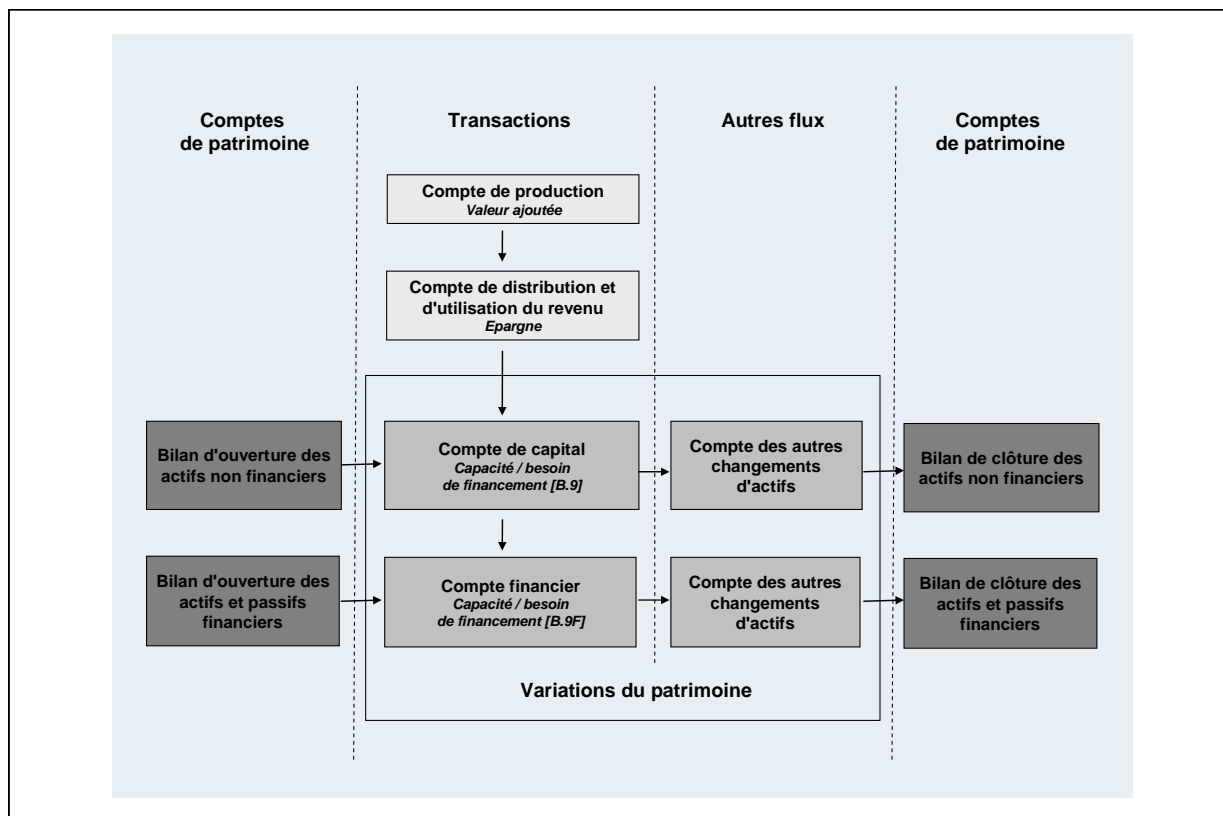 Comptes
de patrimoine
Transactions
Autres flux
Comptes
de patrimoine
Compte de production
Valeur ajoutée
Compte de distribution et
d'utilisation du revenu
Epargne
Bilan d'ouverture des
actifs non financiers
Compte de capital
Capacité / besoin
de financement [B.9]
Compte des autres
changements
d'actifs
Bilan de clôture des
actifs non financiers
Bilan d'ouverture des
actifs et passifs
financiers
Compte financier
Capacité / besoin
de financement [B.9F]
Compte des autres
changements
d'actifs
Bilan de clôture des
actifs et passifs
financiers
Variations du patrimoine